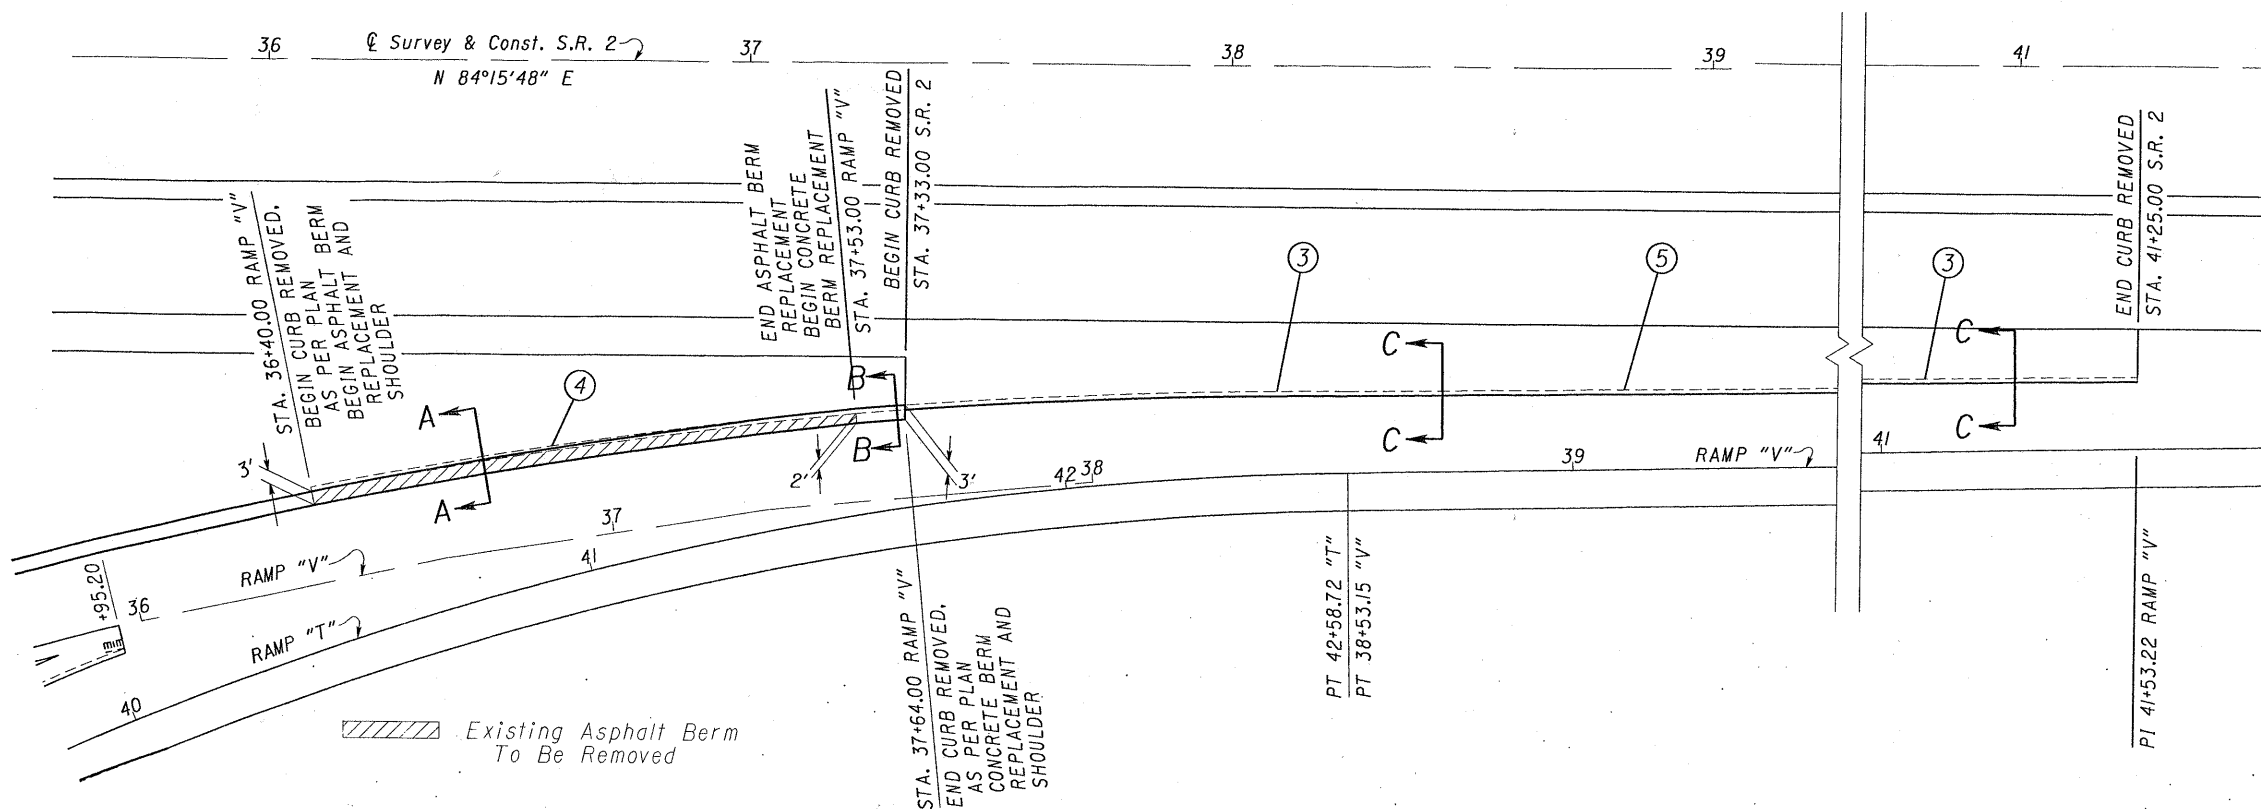 36
℄ Survey & Const. S.R. 2
37
38
39
41
N 84°15'48" E
STA. 36+40.00 RAMP "V"
BEGIN CURB REMOVED,
AS PER PLAN
BEGIN ASPHALT BERM
REPLACEMENT AND
SHOULDER
END ASPHALT BERM
REPLACEMENT
BEGIN CONCRETE
BERM REPLACEMENT
STA. 37+53.00 RAMP "V"
BEGIN CURB REMOVED
STA. 37+33.00 S.R. 2
END CURB REMOVED
STA. 41+25.00 S.R. 2
3
5
3
4
A
A
B
B
C
C
C
C
3'
2'
3'
42
38
39
RAMP "V"
41
37
41
RAMP "V"
RAMP "T"
+95.20
36
40
Existing Asphalt Berm
To Be Removed
STA. 37+64.00 RAMP "V"
END CURB REMOVED,
AS PER PLAN
CONCRETE BERM
REPLACEMENT AND
SHOULDER
PT 42+58.72 "T"
PT 38+53.15 "V"
PI 41+53.22 RAMP "V"